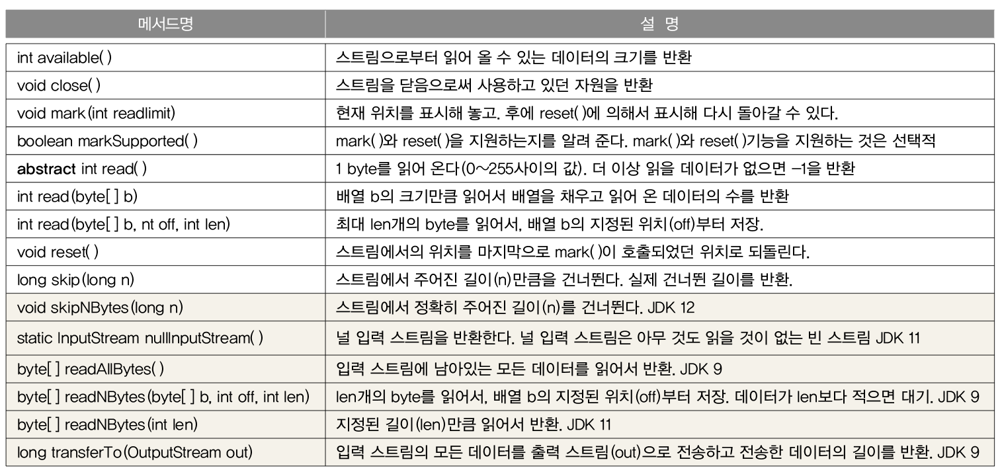 메서드명 설 명
int available( ) 스트림으로부터 읽어 올 수 있는 데이터의 크기를 반환
void close( ) 스트림을 닫음으로써 사용하고 있던 자원을 반환
void mark(int readlimit) 현재 위치를 표시해 놓고. 후에 reset( )에 의해서 표시해 다시 돌아갈 수 있다.
boolean markSupported( ) mark( )와 reset( )을 지원하는지를 알려 준다. mark( )와 reset( )기능을 지원하는 것은 선택적
abstract int read( ) 1 byte를 읽어 온다(0~255사이의 값). 더 이상 읽을 데이터가 없으면 -1을 반환
int read(byte[ ] b) 배열 b의 크기만큼 읽어서 배열을 채우고 읽어 온 데이터의 수를 반환
int read(byte[ ] b, nt off, int len) 최대 len개의 byte를 읽어서, 배열 b의 지정된 위치(off)부터 저장.
void reset( ) 스트림에서의 위치를 마지막으로 mark( )이 호출되었던 위치로 되돌린다.
long skip(long n) 스트림에서 주어진 길이(n)만큼을 건너뛴다. 실제 건너뛴 길이를 반환.
void skipNBytes(long n) 스트림에서 정확히 주어진 길이(n)를 건너뛴다. JDK 12
static InputStream nullInputStream( ) 널 입력 스트림을 반환한다. 널 입력 스트림은 아무 것도 읽을 것이 없는 빈 스트림 JDK 11
byte[ ] readAllBytes( ) 입력 스트림에 남아있는 모든 데이터를 읽어서 반환. JDK 9
byte[ ] readNBytes(byte[ ] b, int off, int len) len개의 byte를 읽어서, 배열 b의 지정된 위치(off)부터 저장. 데이터가 len보다 적으면 대기. JDK 9
byte[ ] readNBytes(int len) 지정된 길이(len)만큼 읽어서 반환. JDK 11
long transferTo(OutputStream out) 입력 스트림의 모든 데이터를 출력 스트림(out)으로 전송하고 전송한 데이터의 길이를 반환. JDK 9